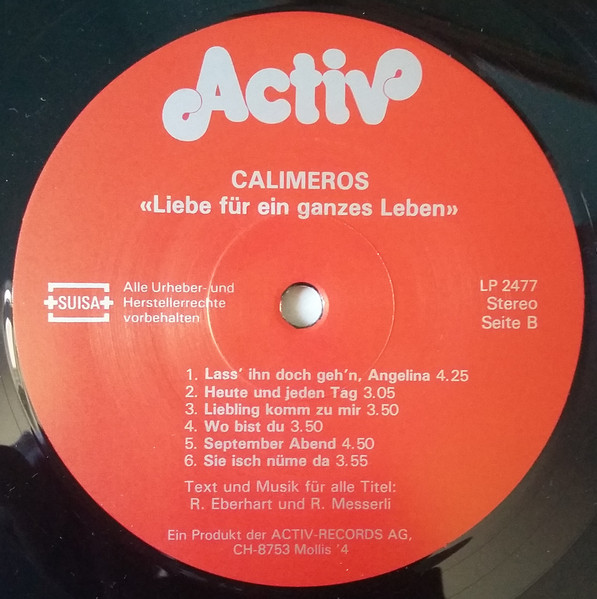 Activ
CALIMEROS
«Liebe für ein ganzes Leben»
SUISA
Alle Urheber- und
Herstellerrechte
vorbehalten
LP 2477
Stereo
Seite B
1. Lass' ihn doch geh'n, Angelina 4.25
2. Heute und jeden Tag 3.05
3. Liebling komm zu mir 3.50
4. Wo bist du 3.50
5. September Abend 4.50
6. Sie isch nüme da 3.55
Text und Musik für alle Titel:
R. Eberhart und R. Messerli
Ein Produkt der ACTIV-RECORDS AG,
CH-8753 Mollis '4